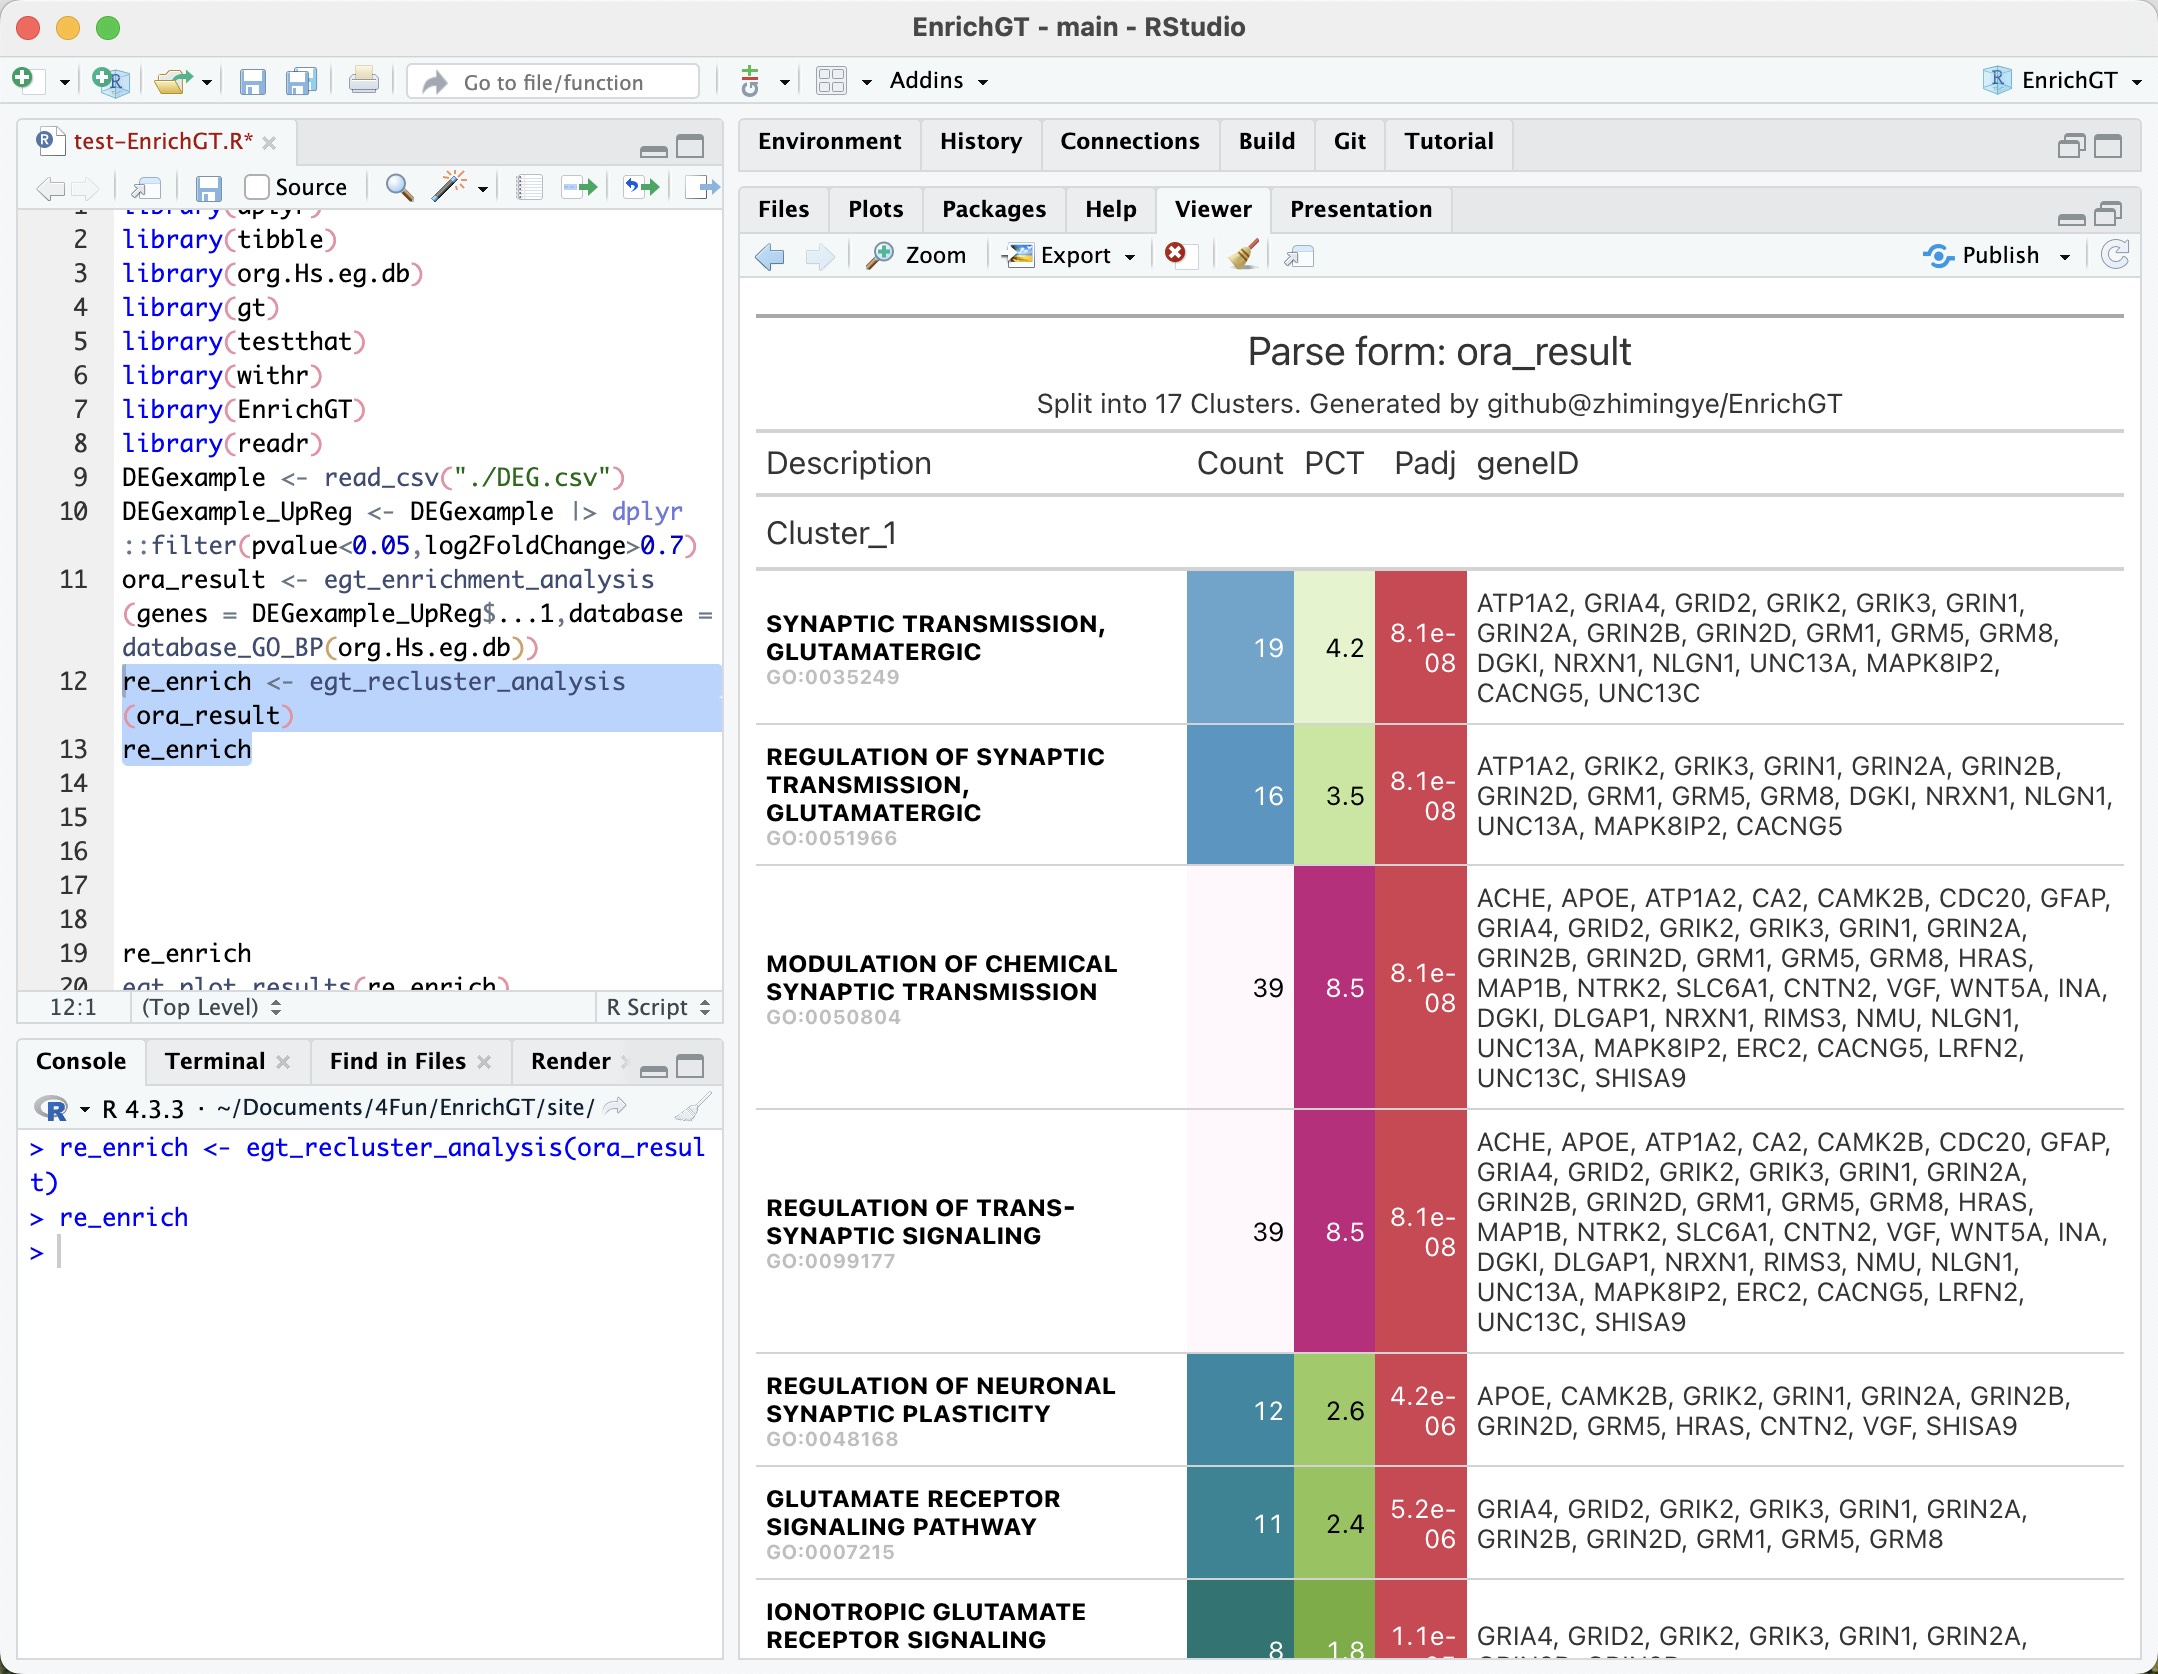 EnrichGT - main - RStudio
Go to file/function
Addins
EnrichGT
test-EnrichGT.R*
Source
1 library(dplyr)
2 library(tibble)
3 library(org.Hs.eg.db)
4 library(gt)
5 library(testthat)
6 library(withr)
7 library(EnrichGT)
8 library(readr)
9 DEGexample <- read_csv("./DEG.csv")
10 DEGexample_UpReg <- DEGexample |> dplyr
::filter(pvalue<0.05,log2FoldChange>0.7)
11 ora_result <- egt_enrichment_analysis
(genes = DEGexample_UpReg$...1,database =
database_GO_BP(org.Hs.eg.db))
12 re_enrich <- egt_recluster_analysis
(ora_result)
13 re_enrich
14
15
16
17
18
19 re_enrich
20 egt_plot_results(re_enrich)
12:1 (Top Level) R Script
Console Terminal Find in Files Render
R 4.3.3 · ~/Documents/4Fun/EnrichGT/site/
> re_enrich <- egt_recluster_analysis(ora_resul
t)
> re_enrich
>
Environment History Connections Build Git Tutorial
Files Plots Packages Help Viewer Presentation
Zoom Export Publish
Parse form: ora_result
Split into 17 Clusters. Generated by github@zhimingye/EnrichGT
Description Count PCT Padj geneID
Cluster_1
SYNAPTIC TRANSMISSION,
GLUTAMATERGIC
GO:0035249
19 4.2 8.1e-
08
ATP1A2, GRIA4, GRID2, GRIK2, GRIK3, GRIN1,
GRIN2A, GRIN2B, GRIN2D, GRM1, GRM5, GRM8,
DGKI, NRXN1, NLGN1, UNC13A, MAPK8IP2,
CACNG5, UNC13C
REGULATION OF SYNAPTIC
TRANSMISSION,
GLUTAMATERGIC
GO:0051966
16 3.5 8.1e-
08
ATP1A2, GRIK2, GRIK3, GRIN1, GRIN2A, GRIN2B,
GRIN2D, GRM1, GRM5, GRM8, DGKI, NRXN1, NLGN1,
UNC13A, MAPK8IP2, CACNG5
MODULATION OF CHEMICAL
SYNAPTIC TRANSMISSION
GO:0050804
39 8.5 8.1e-
08
ACHE, APOE, ATP1A2, CA2, CAMK2B, CDC20, GFAP,
GRIA4, GRID2, GRIK2, GRIK3, GRIN1, GRIN2A,
GRIN2B, GRIN2D, GRM1, GRM5, GRM8, HRAS,
MAP1B, NTRK2, SLC6A1, CNTN2, VGF, WNT5A, INA,
DGKI, DLGAP1, NRXN1, RIMS3, NMU, NLGN1,
UNC13A, MAPK8IP2, ERC2, CACNG5, LRFN2,
UNC13C, SHISA9
REGULATION OF TRANS-
SYNAPTIC SIGNALING
GO:0099177
39 8.5 8.1e-
08
ACHE, APOE, ATP1A2, CA2, CAMK2B, CDC20, GFAP,
GRIA4, GRID2, GRIK2, GRIK3, GRIN1, GRIN2A,
GRIN2B, GRIN2D, GRM1, GRM5, GRM8, HRAS,
MAP1B, NTRK2, SLC6A1, CNTN2, VGF, WNT5A, INA,
DGKI, DLGAP1, NRXN1, RIMS3, NMU, NLGN1,
UNC13A, MAPK8IP2, ERC2, CACNG5, LRFN2,
UNC13C, SHISA9
REGULATION OF NEURONAL
SYNAPTIC PLASTICITY
GO:0048168
12 2.6 4.2e-
06
APOE, CAMK2B, GRIK2, GRIN1, GRIN2A, GRIN2B,
GRIN2D, GRM5, HRAS, CNTN2, VGF, SHISA9
GLUTAMATE RECEPTOR
SIGNALING PATHWAY
GO:0007215
11 2.4 5.2e-
06
GRIA4, GRID2, GRIK2, GRIK3, GRIN1, GRIN2A,
GRIN2B, GRIN2D, GRM1, GRM5, GRM8
IONOTROPIC GLUTAMATE
RECEPTOR SIGNALING
8 1.8 1.1e-
GRIA4, GRID2, GRIK2, GRIK3, GRIN1, GRIN2A,